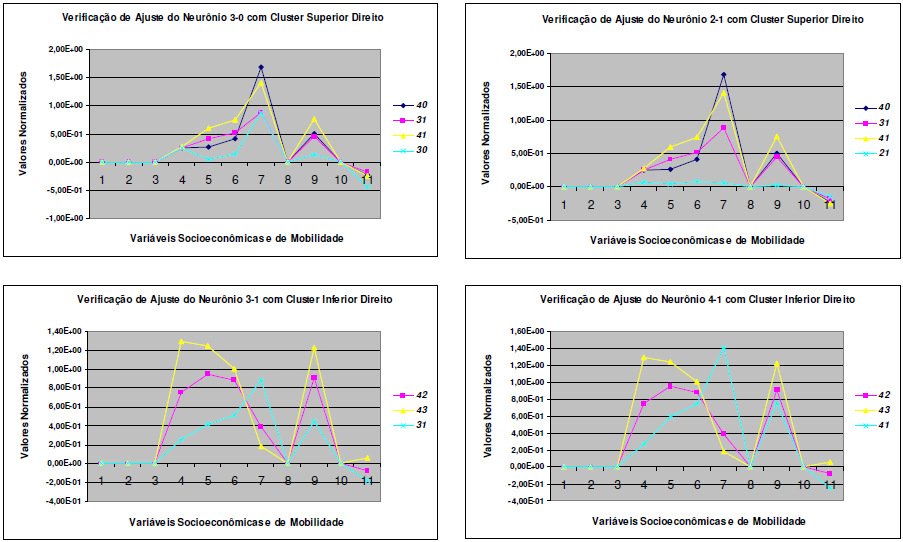 Verificação de Ajuste do Neurônio 3-0 com Cluster Superior Direito
Valores Normalizados
2,00E+00
1,50E+00
1,00E+00
5,00E-01
0,00E+00
-5,00E-01
-1,00E+00
1 2 3 4 5 6 7 8 9 10 11
Variáveis Socioeconômicas e de Mobilidade
40
31
41
30
Verificação de Ajuste do Neurônio 2-1 com Cluster Superior Direito
Valores Normalizados
2,00E+00
1,50E+00
1,00E+00
5,00E-01
0,00E+00
-5,00E-01
1 2 3 4 5 6 7 8 9 10 11
Variáveis Socioeconômicas e de Mobilidade
40
31
41
21
Verificação de Ajuste do Neurônio 3-1 com Cluster Inferior Direito
Valores Normalizados
1,40E+00
1,20E+00
1,00E+00
8,00E-01
6,00E-01
4,00E-01
2,00E-01
0,00E+00
-2,00E-01
-4,00E-01
1 2 3 4 5 6 7 8 9 10 11
Variáveis Socioeconômicas e de Mobilidade
42
43
31
Verificação de Ajuste do Neurônio 4-1 com Cluster Inferior Direito
Valores Normalizados
1,60E+00
1,40E+00
1,20E+00
1,00E+00
8,00E-01
6,00E-01
4,00E-01
2,00E-01
0,00E+00
-2,00E-01
-4,00E-01
1 2 3 4 5 6 7 8 9 10 11
Variáveis Socioeconômicas e de Mobilidade
42
43
41